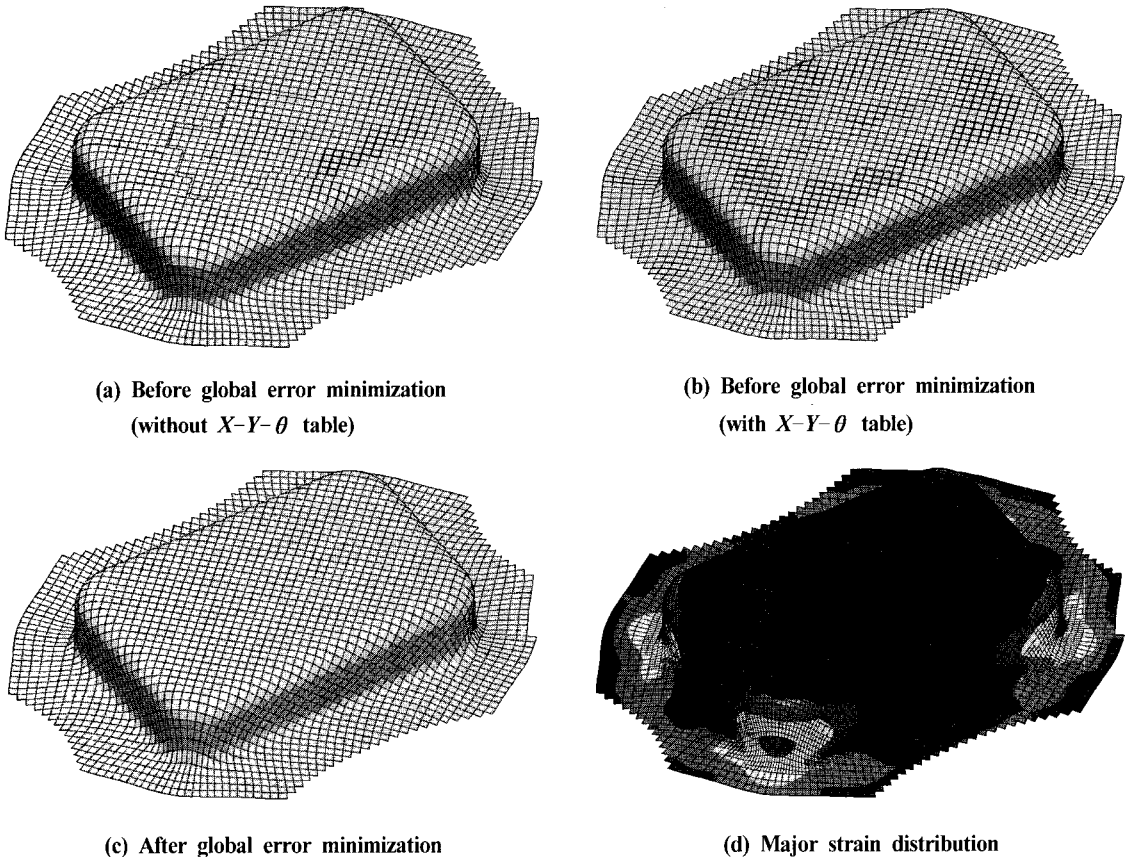 (a) Before global error minimization
(without X-Y-θ table)
(b) Before global error minimization
(with X-Y-θ table)
(c) After global error minimization
(d) Major strain distribution